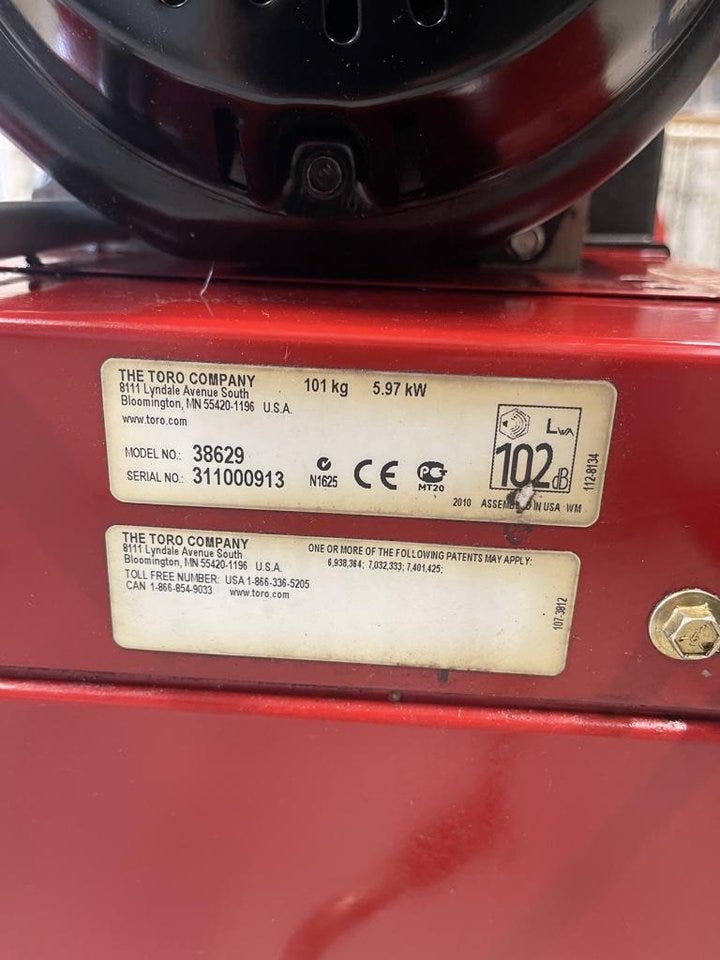 THE TORO COMPANY 101 kg 5.97 kW
8111 Lyndale Avenue South
Bloomington, MN 55420-1196 U.S.A.
www.toro.com
LWA
MODEL NO.: 38629
102 dB
SERIAL NO.: 311000913 N1625 CE PG MT20
112-8134
2010 ASSEMBLED IN USA WM
THE TORO COMPANY
8111 Lyndale Avenue South
Bloomington, MN 55420-1196 U.S.A.
TOLL FREE NUMBER: USA 1-866-336-5205
CAN 1-866-854-9033 www.toro.com
ONE OR MORE OF THE FOLLOWING PATENTS MAY APPLY:
6,938,364; 7,032,333; 7,401,425;
107-3812